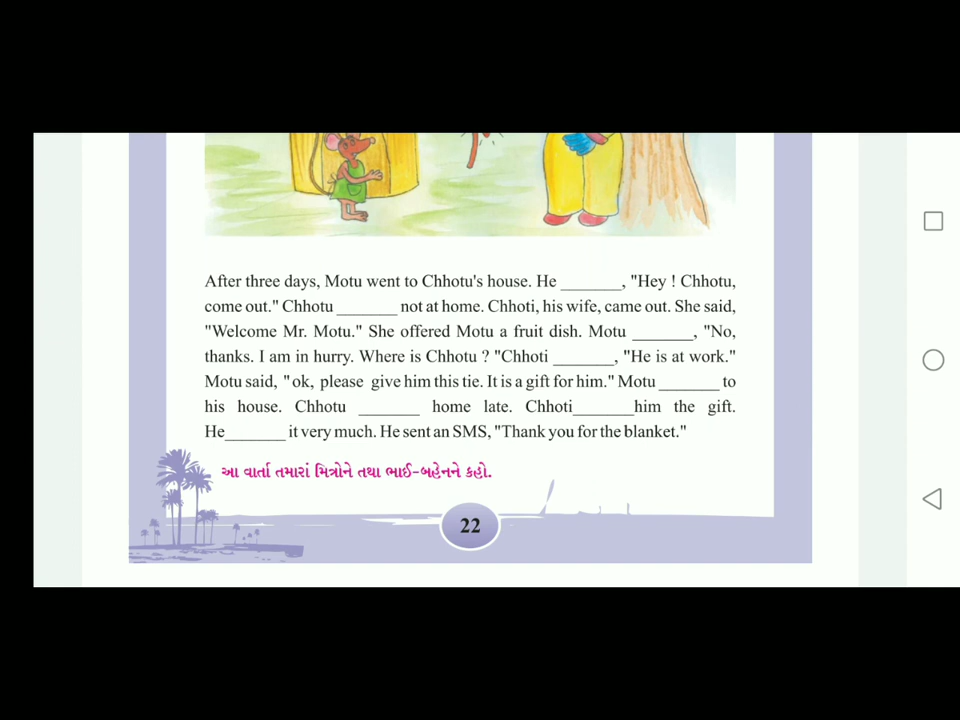 After three days, Motu went to Chhotu's house. He _______, "Hey ! Chhotu,
come out." Chhotu _______ not at home. Chhoti, his wife, came out. She said,
"Welcome Mr. Motu." She offered Motu a fruit dish. Motu _______, "No,
thanks. I am in hurry. Where is Chhotu ? "Chhoti _______, "He is at work."
Motu said, " ok, please give him this tie. It is a gift for him." Motu _______ to
his house. Chhotu _______ home late. Chhoti_______him the gift.
He_______ it very much. He sent an SMS, "Thank you for the blanket."
આ વાર્તા તમારાં મિત્રોને તથા ભાઈ-બહેનને કહો.
22